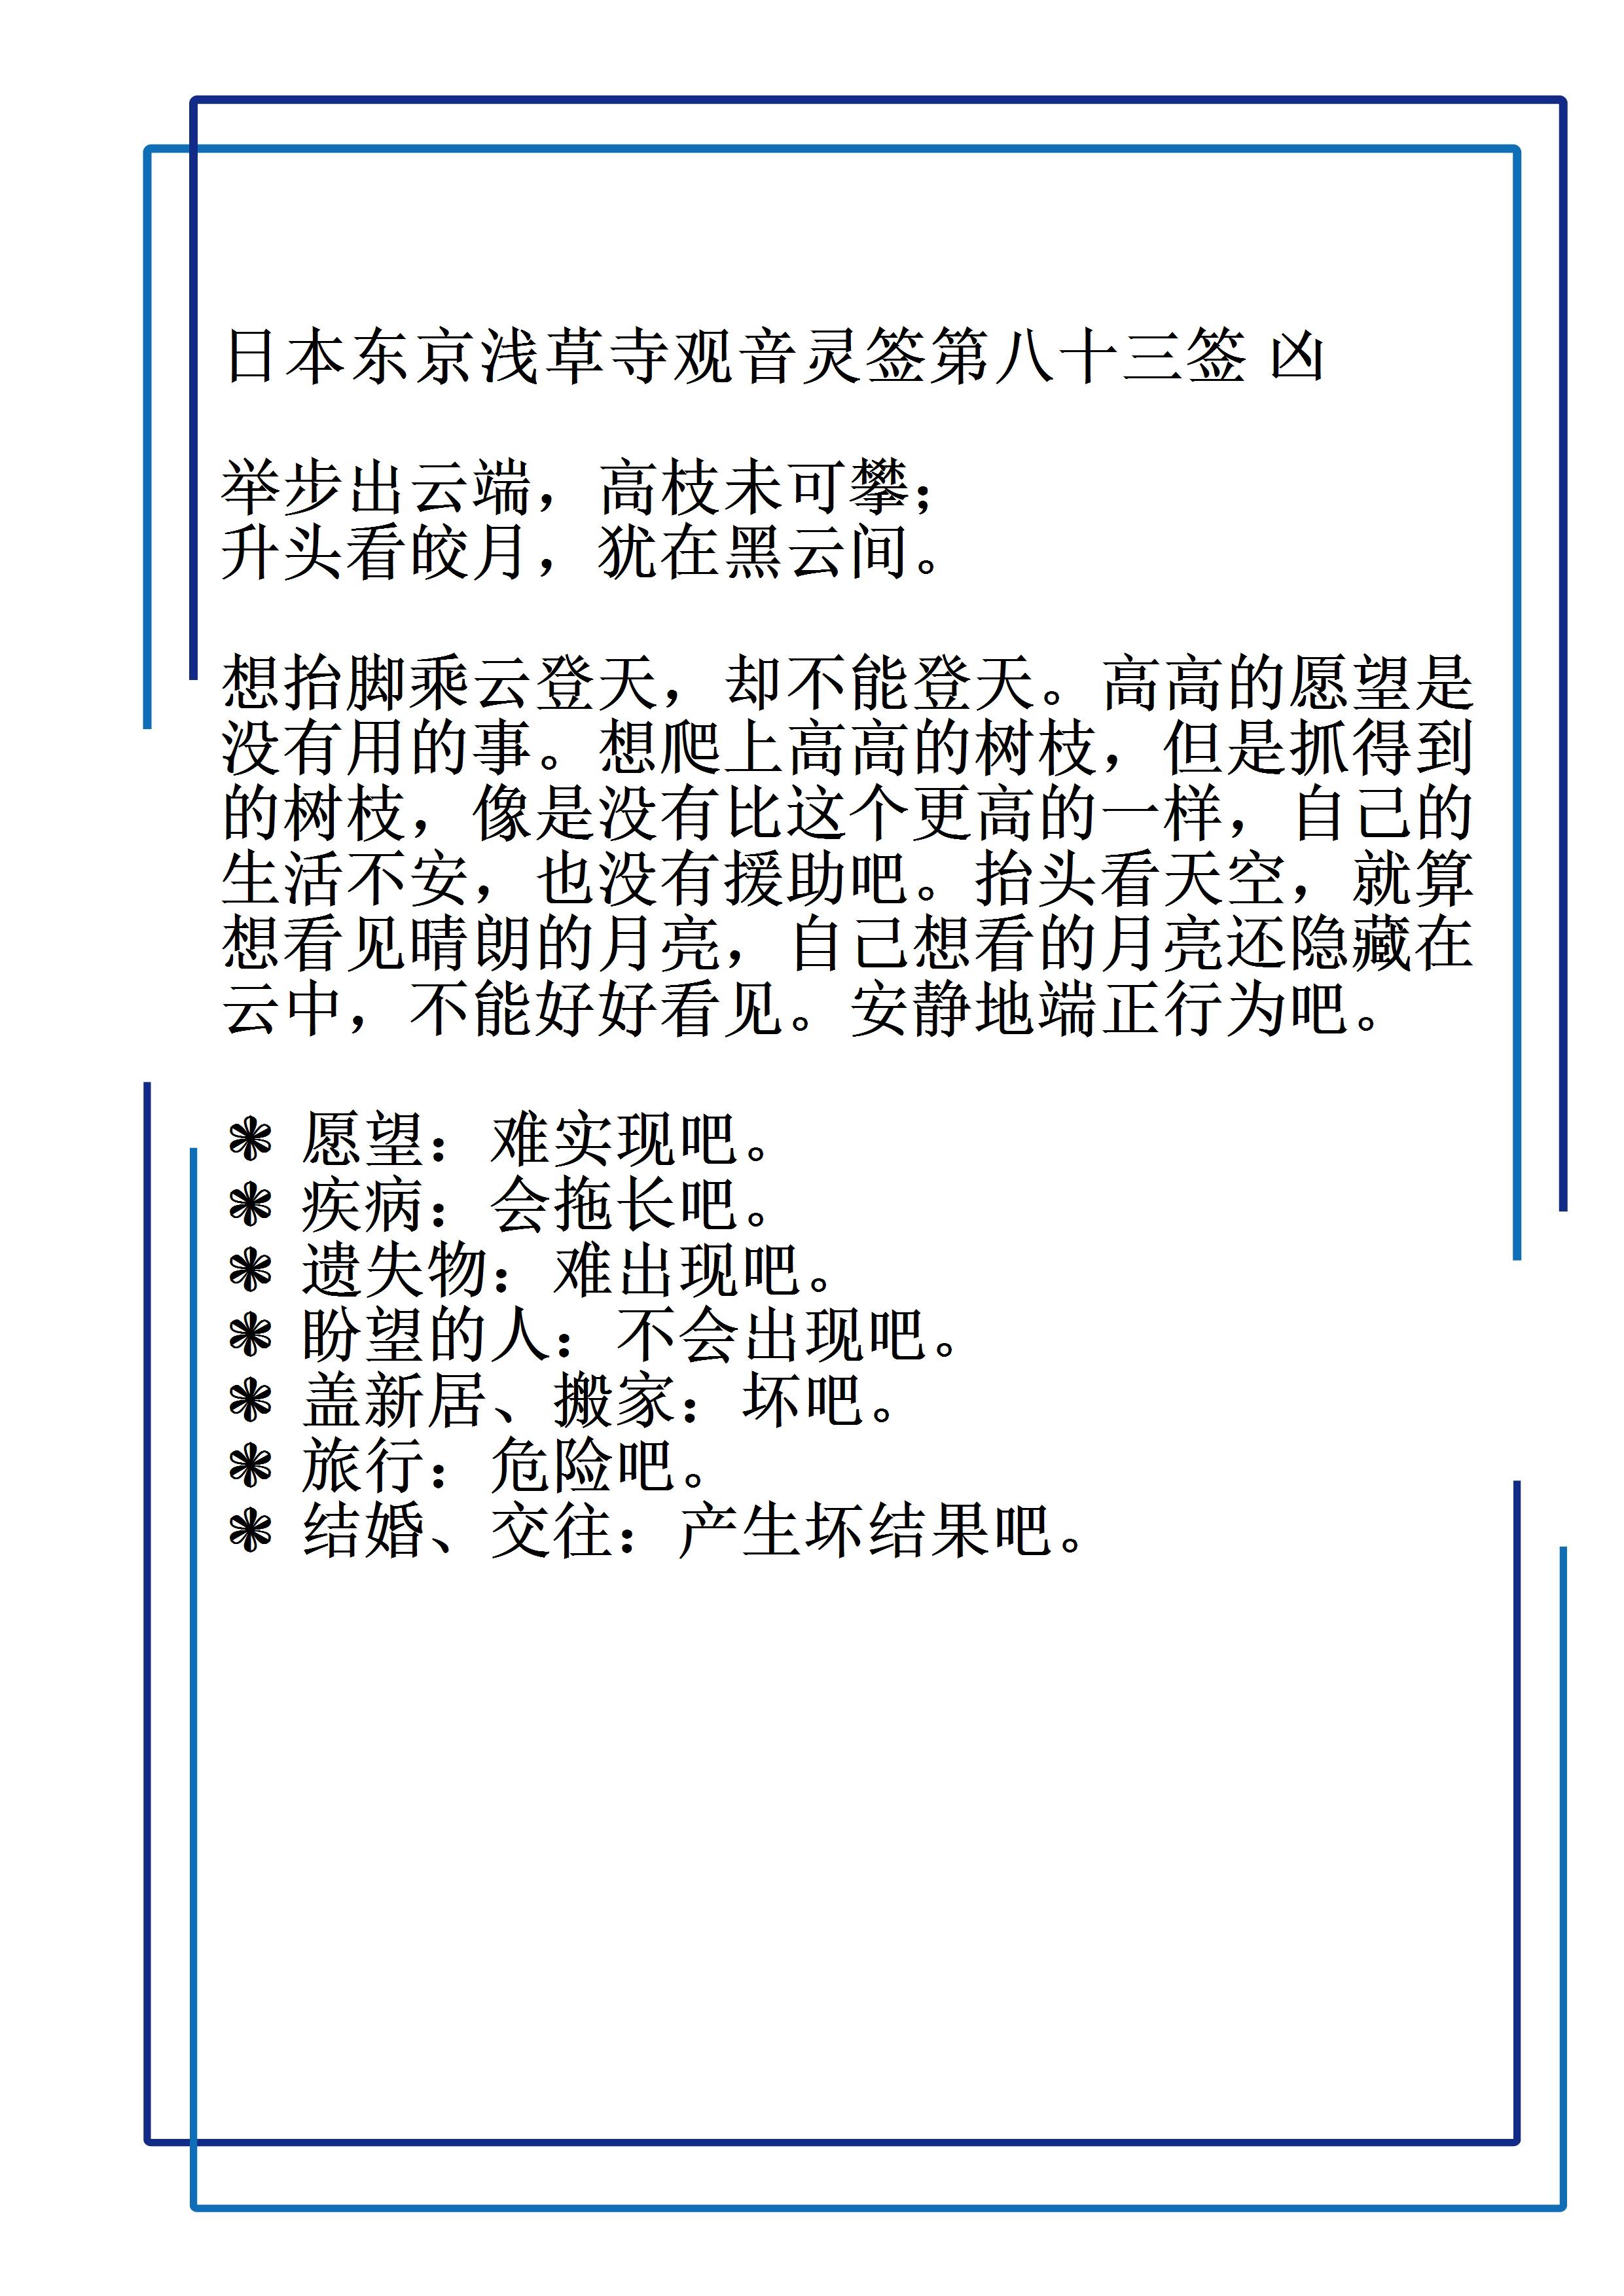 日本东京浅草寺观音灵签第八十三签 凶
举步出云端，高枝未可攀；
升头看皎月，犹在黑云间。
想抬脚乘云登天，却不能登天。高高的愿望是
没有用的事。想爬上高高的树枝，但是抓得到
的树枝，像是没有比这个更高的一样，自己的
生活不安，也没有援助吧。抬头看天空，就算
想看见晴朗的月亮，自己想看的月亮还隐藏在
云中，不能好好看见。安静地端正行为吧。
❃ 愿望：难实现吧。
❃ 疾病：会拖长吧。
❃ 遗失物：难出现吧。
❃ 盼望的人：不会出现吧。
❃ 盖新居、搬家：坏吧。
❃ 旅行：危险吧。
❃ 结婚、交往：产生坏结果吧。